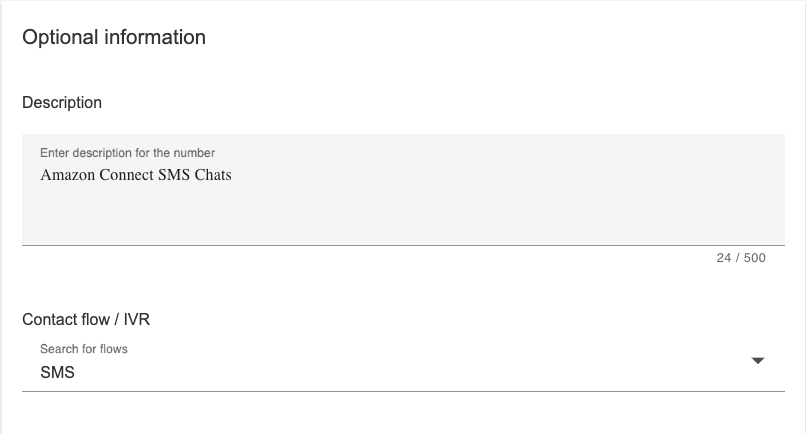 Optional information
Description
Enter description for the number
Amazon Connect SMS Chats
24 / 500
Contact flow / IVR
Search for flows
SMS